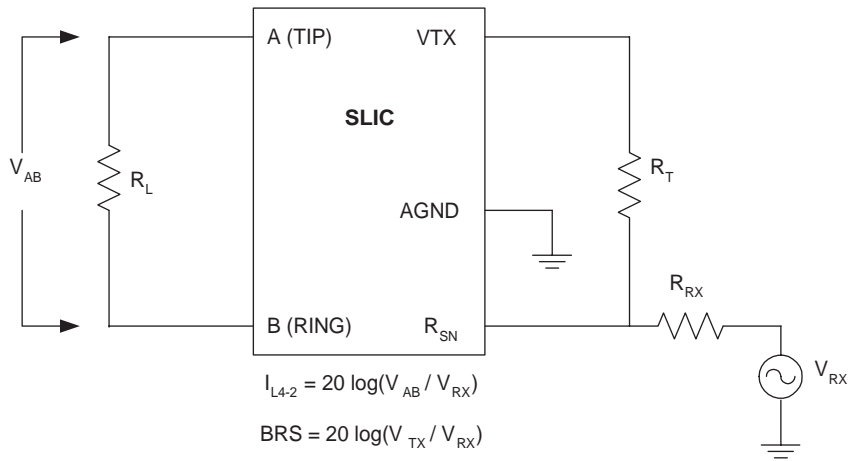 A (TIP) VTX
SLIC
V_AB
R_L
R_T
AGND
R_RX
B (RING) R_SN
V_RX
I_L4-2 = 20 log(V_AB / V_RX)
BRS = 20 log(V_TX / V_RX)